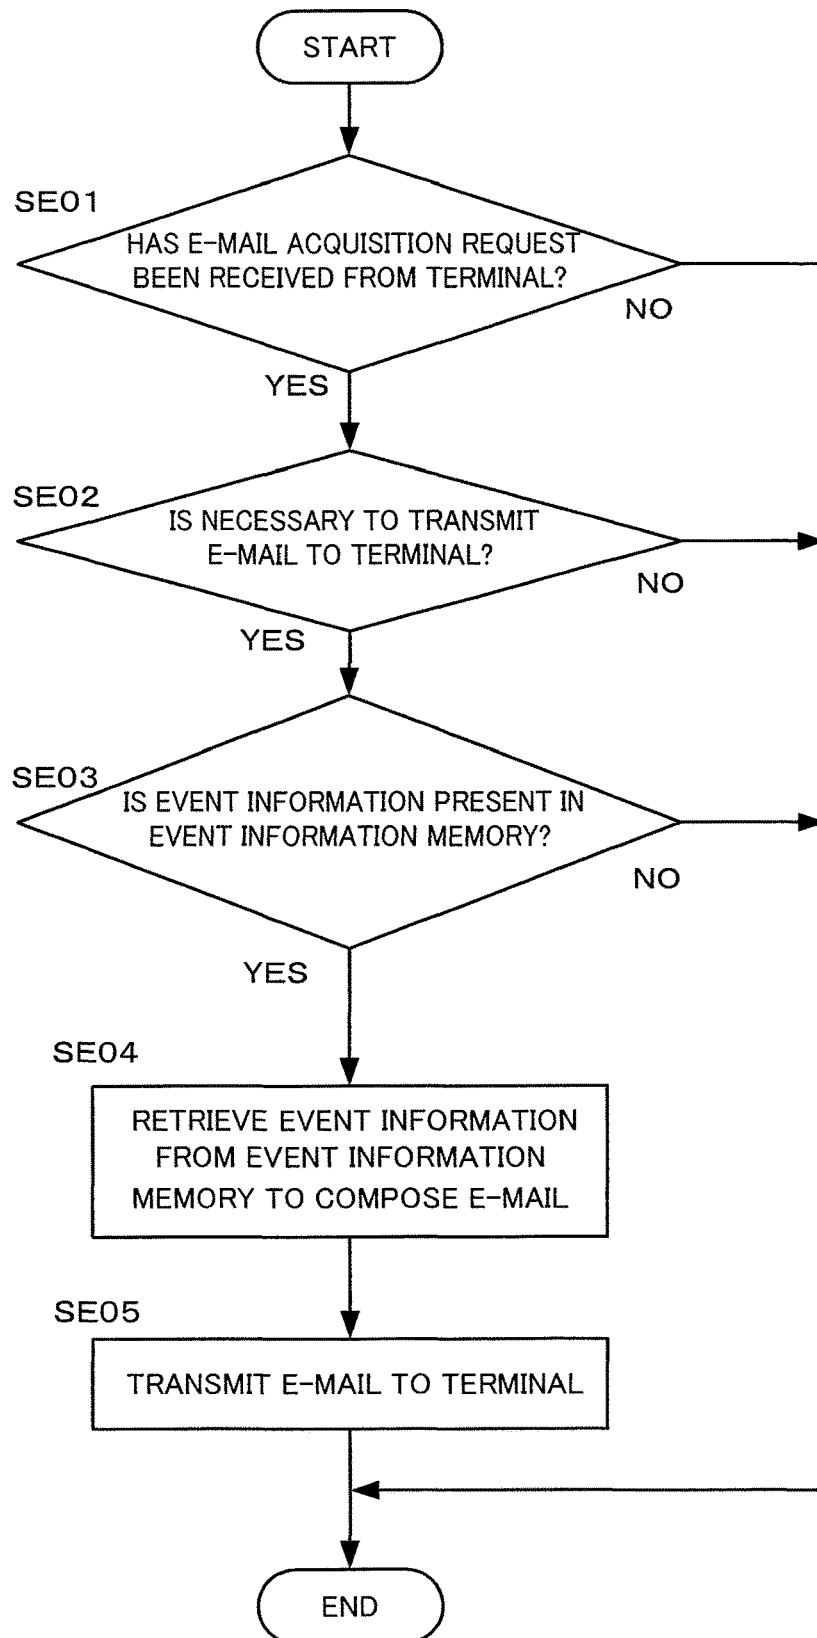 START
SE01
HAS E-MAIL ACQUISITION REQUEST
BEEN RECEIVED FROM TERMINAL?
NO
YES
SE02
IS NECESSARY TO TRANSMIT
E-MAIL TO TERMINAL?
NO
YES
SE03
IS EVENT INFORMATION PRESENT IN
EVENT INFORMATION MEMORY?
NO
YES
SE04
RETRIEVE EVENT INFORMATION
FROM EVENT INFORMATION
MEMORY TO COMPOSE E-MAIL
SE05
TRANSMIT E-MAIL TO TERMINAL
END